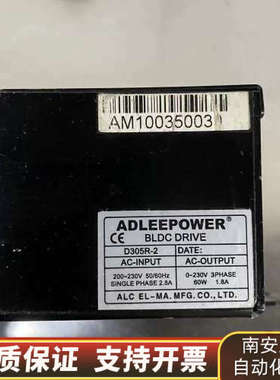 AM10035003
ADLEEPOWER®
CE BLDC DRIVE
D305R-2 DATE:
AC-INPUT AC-OUTPUT
200~230V 50/60Hz 0~230V 3PHASE
SINGLE PHASE 2.8A 60W 1.8A
ALC EL-MA.MFG.CO.,LTD.
质保证 支持开票
南安
自动化